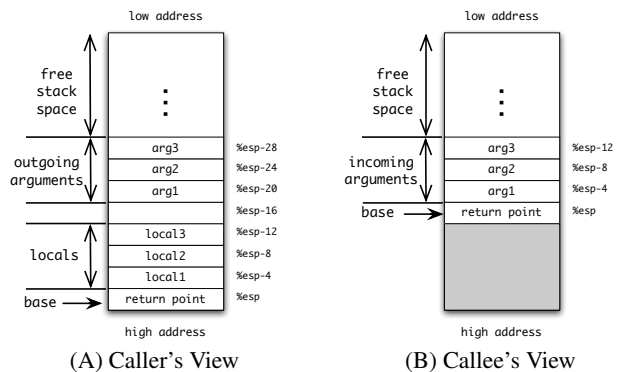 low address
free
stack
space
arg3 %esp-28
outgoing
arguments
arg2 %esp-24
arg1 %esp-20
%esp-16
local3 %esp-12
locals
local2 %esp-8
local1 %esp-4
base
return point %esp
high address
(A) Caller's View
low address
free
stack
space
arg3 %esp-12
incoming
arguments
arg2 %esp-8
arg1 %esp-4
base
return point %esp
high address
(B) Callee's View